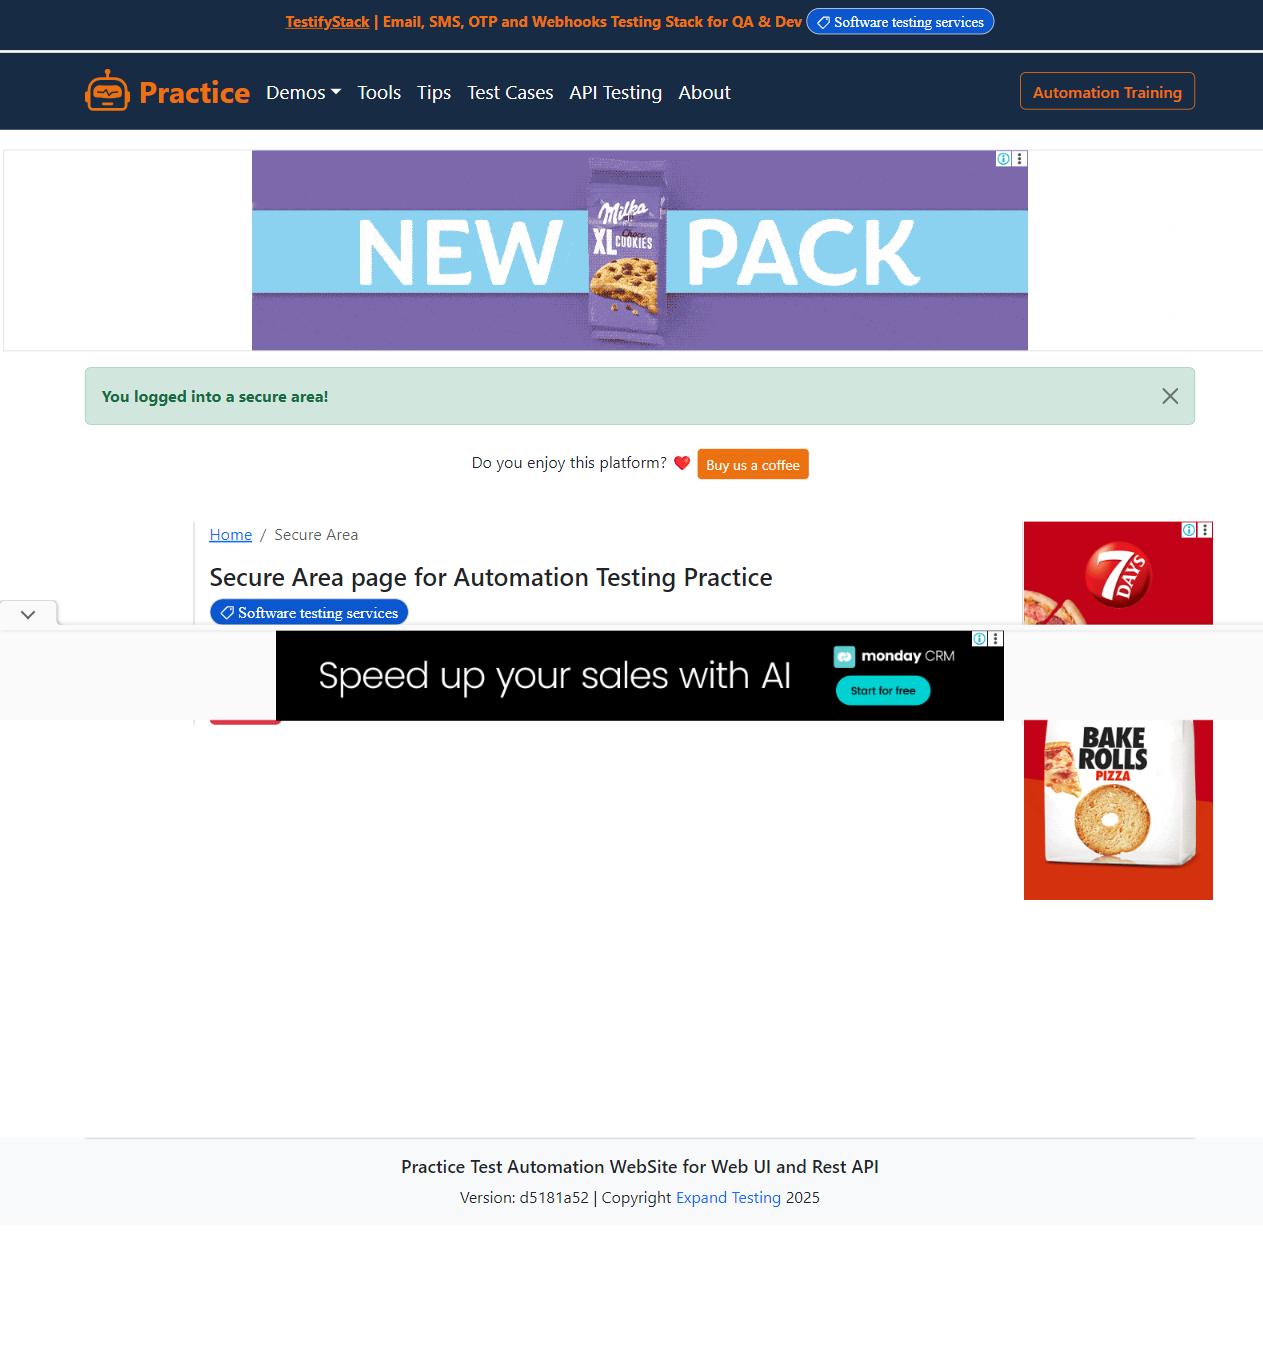 TestifyStack | Email, SMS, OTP and Webhooks Testing Stack for QA & Dev Software testing services
Practice Demos Tools Tips Test Cases API Testing About Automation Training
NEW PACK
Milka
XL Choco COOKIES
You logged into a secure area!
Do you enjoy this platform? Buy us a coffee
Home / Secure Area
Secure Area page for Automation Testing Practice
Software testing services
7 DAYS
Speed up your sales with AI
monday CRM
Start for free
BAKE
ROLLS
PIZZA
Practice Test Automation WebSite for Web UI and Rest API
Version: d5181a52 | Copyright Expand Testing 2025